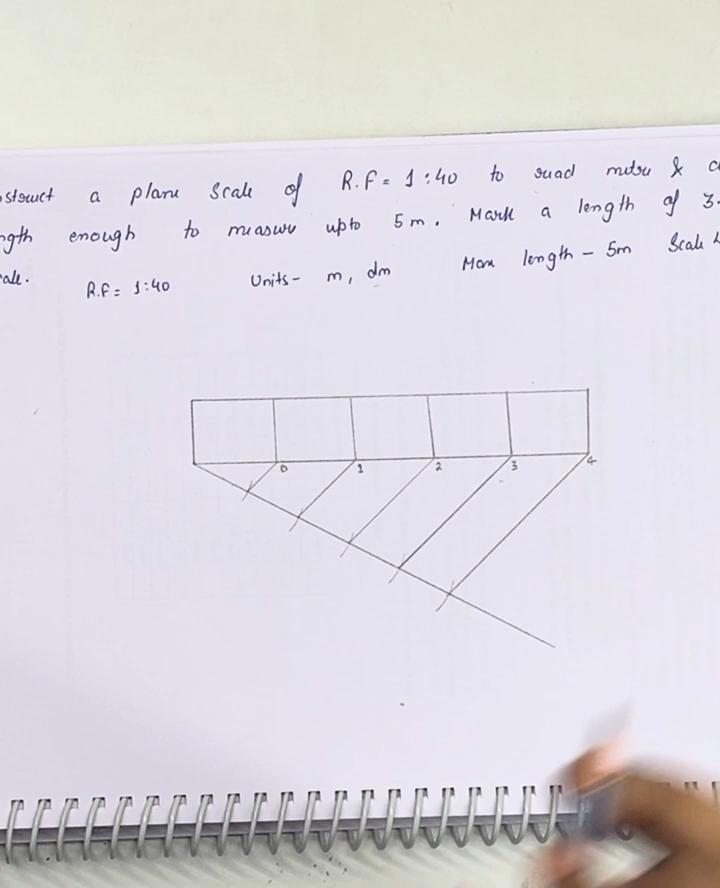 a plane Scale of R.F = 1:40 to read metre &
enough to measure upto 5 m. Mark a length of 3.
R.F = 1:40 Units - m, dm Max length - 5m Scale
0 1 2 3 4